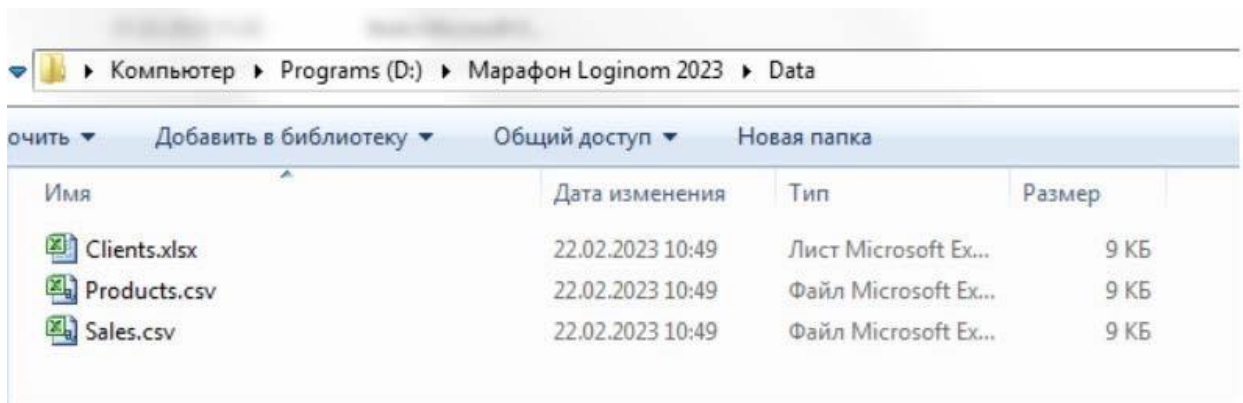 Компьютер Programs (D:) Марафон Loginom 2023 Data
очить Добавить в библиотеку Общий доступ Новая папка
Имя Дата изменения Тип Размер
Clients.xlsx 22.02.2023 10:49 Лист Microsoft Ex... 9 КБ
Products.csv 22.02.2023 10:49 Файл Microsoft Ex... 9 КБ
Sales.csv 22.02.2023 10:49 Файл Microsoft Ex... 9 КБ